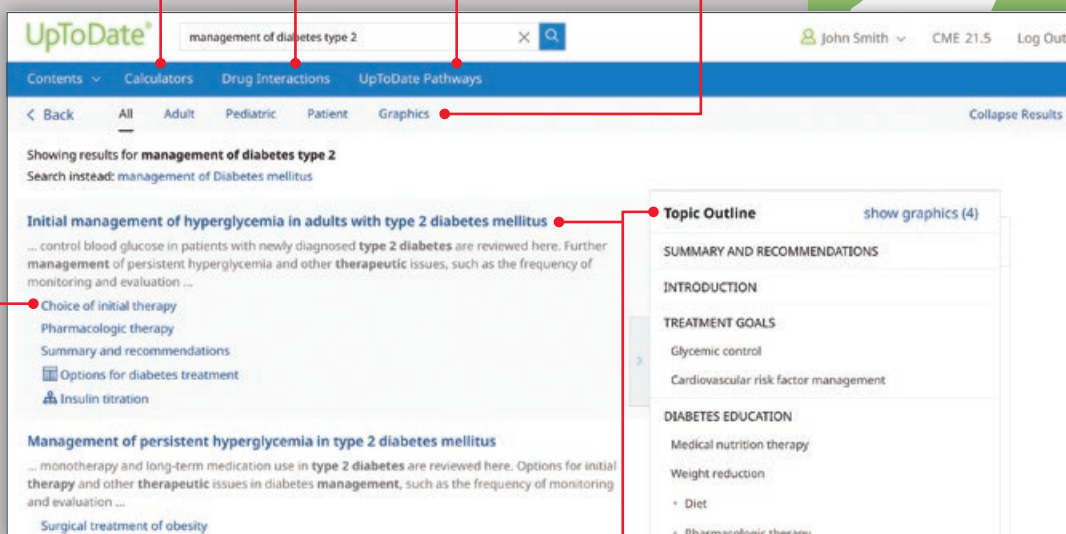 UpToDate®
management of diabetes type 2
John Smith
CME 21.5
Log Out
Contents
Calculators
Drug Interactions
UpToDate Pathways
< Back
All
Adult
Pediatric
Patient
Graphics
Collapse Results
Showing results for management of diabetes type 2
Search instead: management of Diabetes mellitus
Initial management of hyperglycemia in adults with type 2 diabetes mellitus
... control blood glucose in patients with newly diagnosed type 2 diabetes are reviewed here. Further
management of persistent hyperglycemia and other therapeutic issues, such as the frequency of
monitoring and evaluation ...
Choice of initial therapy
Pharmacologic therapy
Summary and recommendations
Options for diabetes treatment
Insulin titration
Management of persistent hyperglycemia in type 2 diabetes mellitus
... monotherapy and long-term medication use in type 2 diabetes are reviewed here. Options for initial
therapy and other therapeutic issues in diabetes management, such as the frequency of monitoring
and evaluation ...
Surgical treatment of obesity
Topic Outline
show graphics (4)
SUMMARY AND RECOMMENDATIONS
INTRODUCTION
TREATMENT GOALS
Glycemic control
Cardiovascular risk factor management
DIABETES EDUCATION
Medical nutrition therapy
Weight reduction
• Diet
• Pharmacologic therapy